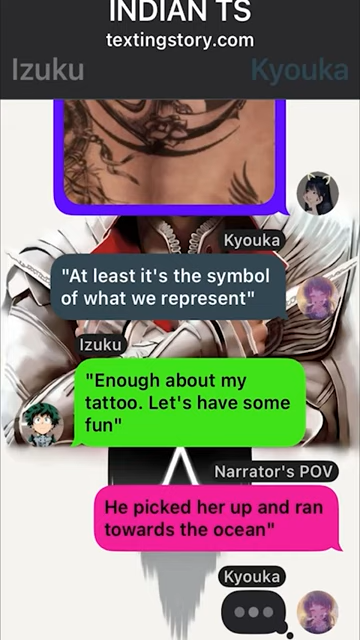 INDIAN TS
textingstory.com
Izuku
Kyouka
Kyouka
"At least it's the symbol
of what we represent"
Izuku
"Enough about my
tattoo. Let's have some
fun"
Narrator's POV
He picked her up and ran
towards the ocean"
Kyouka